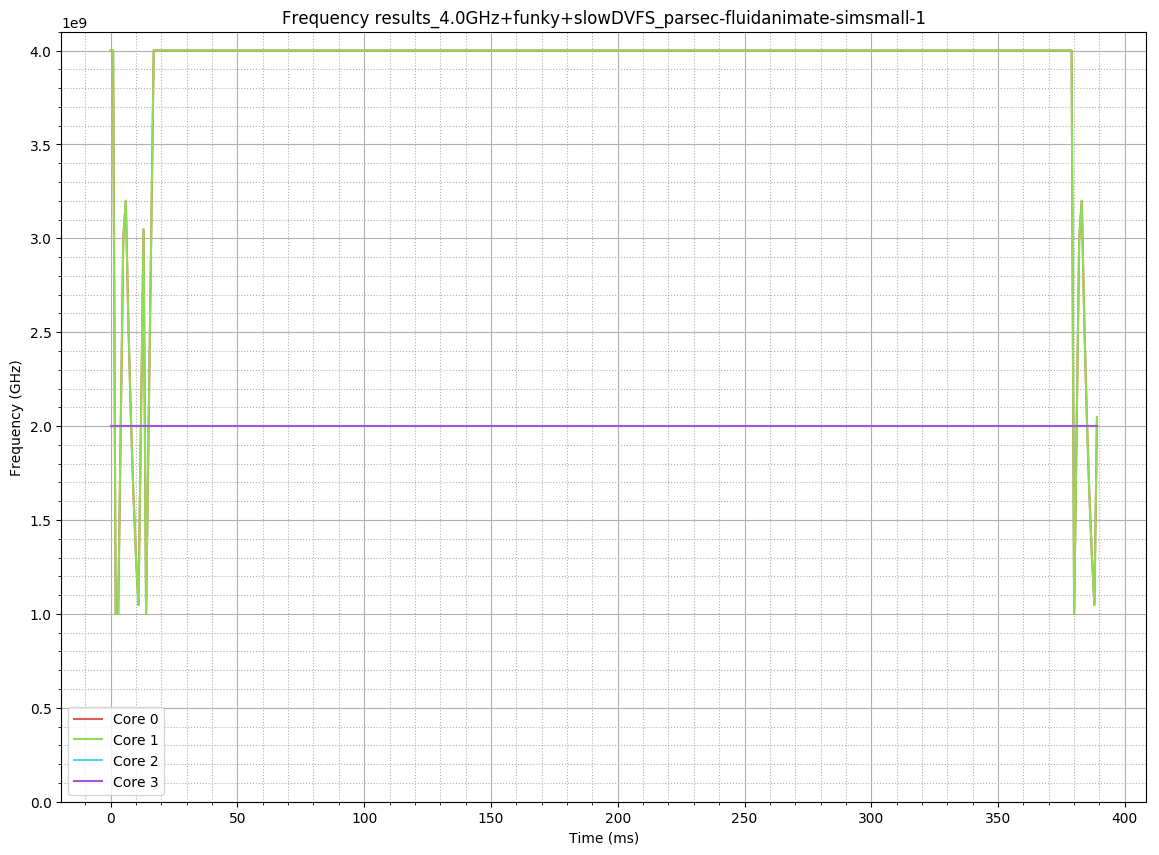 Frequency results_4.0GHz+funky+slowDVFS_parsec-fluidanimate-simsmall-1
1e9
4.0
3.5
3.0
2.5
2.0
1.5
1.0
0.5
0.0
Frequency (GHz)
Core 0
Core 1
Core 2
Core 3
0 50 100 150 200 250 300 350 400
Time (ms)